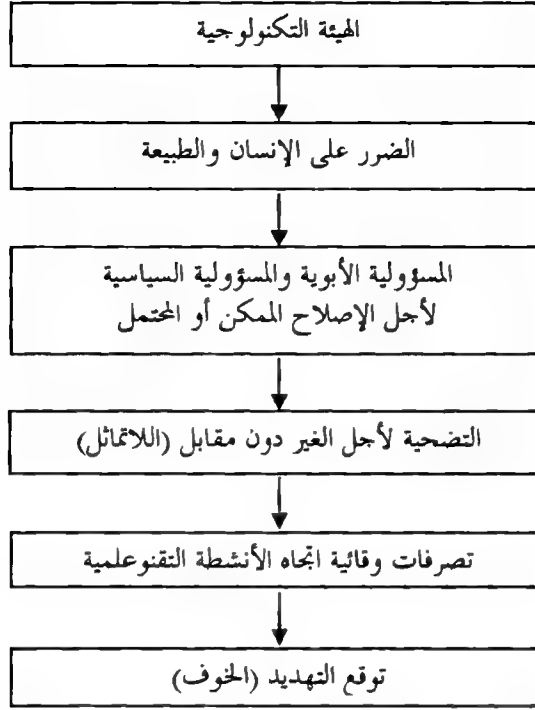 الهيئة التكنولوجية
الضرر على الإنسان والطبيعة
المسؤولية الأبوية والمسؤولية السياسية
لأجل الإصلاح الممكن أو المحتمل
التضحية لأجل الغير دون مقابل (اللاتماثل)
تصرفات وقائية اتجاه الأنشطة التقنوعلمية
توقع التهديد (الخوف)